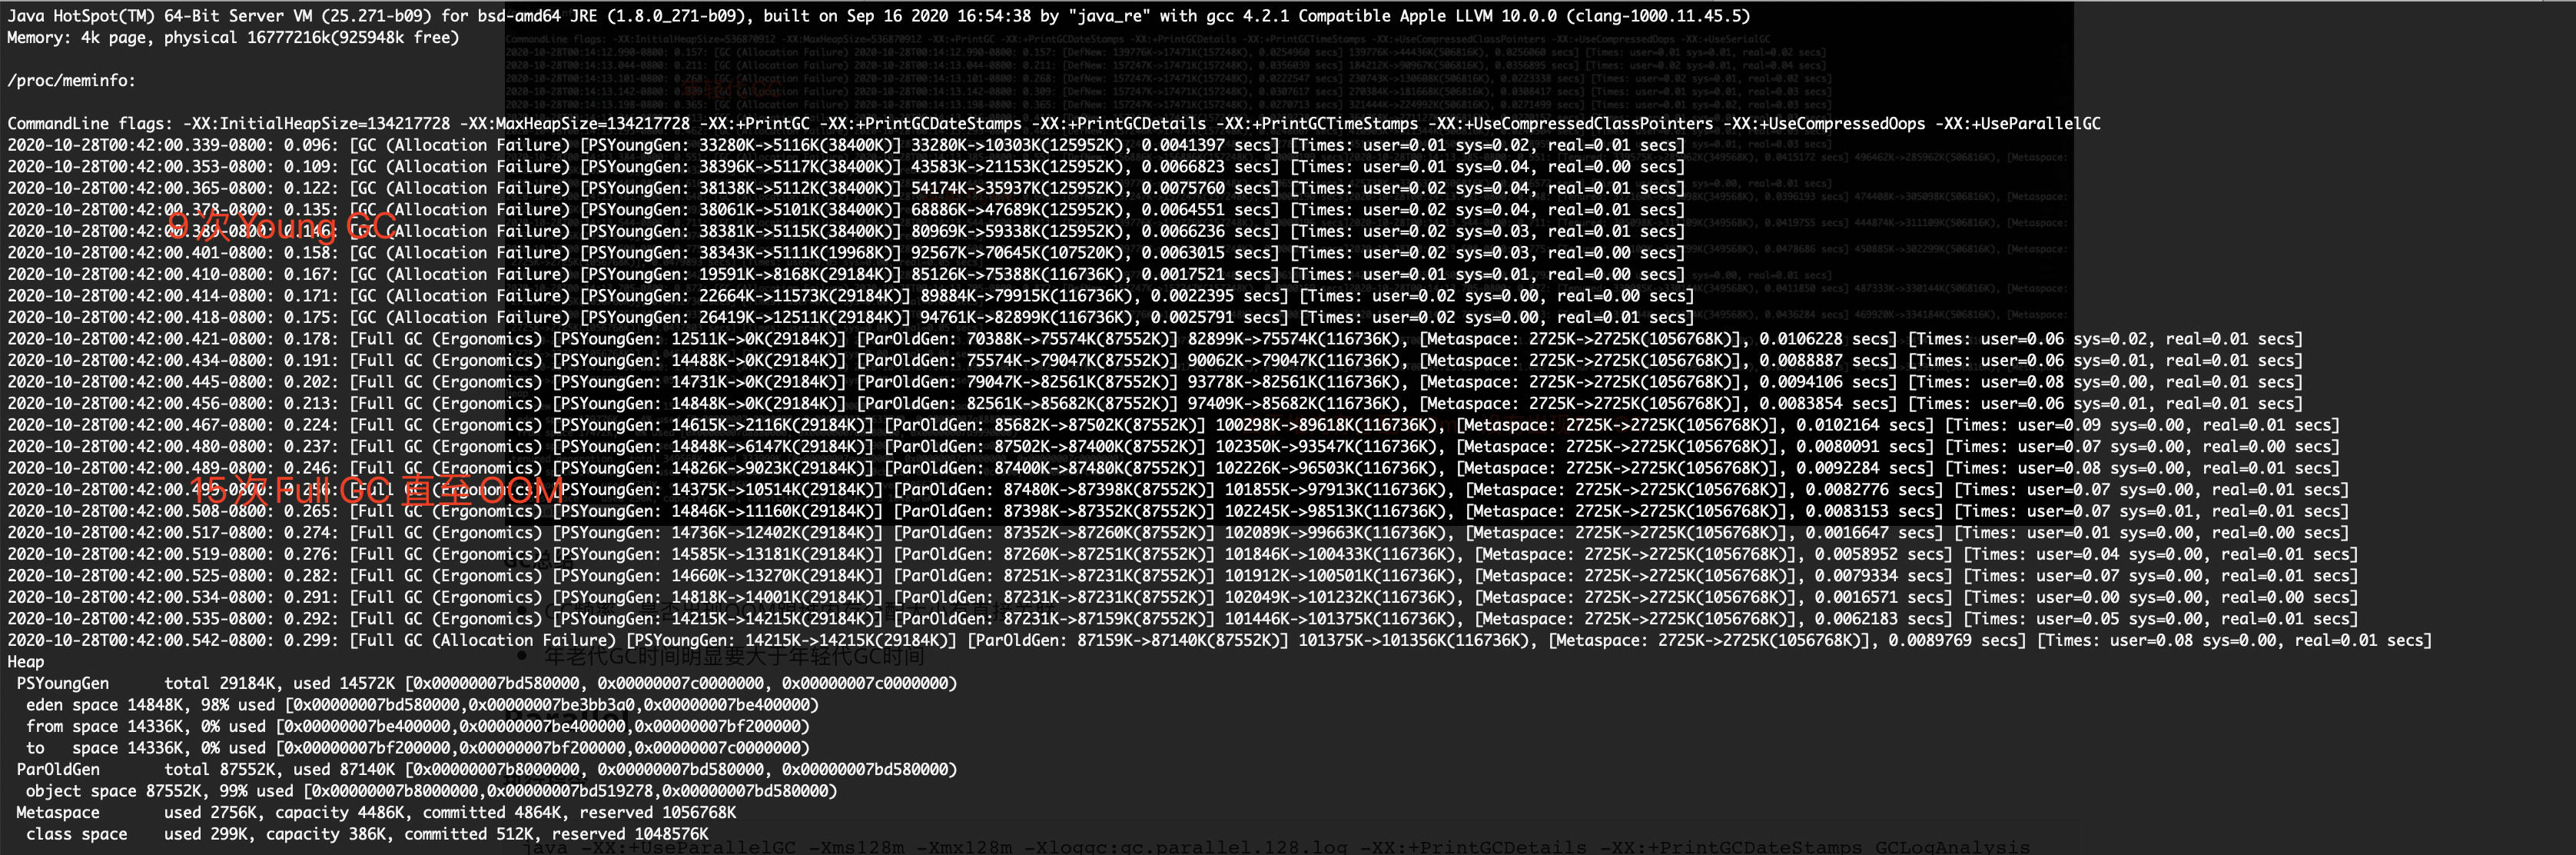 Java HotSpot(TM) 64-Bit Server VM (25.271-b09) for bsd-amd64 JRE (1.8.0_271-b09), built on Sep 16 2020 16:54:38 by "java_re" with gcc 4.2.1 Compatible Apple LLVM 10.0.0 (clang-1000.11.45.5)
Memory: 4k page, physical 16777216k(925948k free)
/proc/meminfo:
CommandLine flags: -XX:InitialHeapSize=134217728 -XX:MaxHeapSize=134217728 -XX:+PrintGC -XX:+PrintGCDateStamps -XX:+PrintGCDetails -XX:+PrintGCTimeStamps -XX:+UseCompressedClassPointers -XX:+UseCompressedOops -XX:+UseParallelGC
2020-10-28T00:42:00.339-0800: 0.096: [GC (Allocation Failure) [PSYoungGen: 33280K->5116K(38400K)] 33280K->10303K(125952K), 0.0041397 secs] [Times: user=0.01 sys=0.02, real=0.01 secs]
2020-10-28T00:42:00.353-0800: 0.109: [GC (Allocation Failure) [PSYoungGen: 38396K->5117K(38400K)] 43583K->21153K(125952K), 0.0066823 secs] [Times: user=0.01 sys=0.04, real=0.00 secs]
2020-10-28T00:42:00.365-0800: 0.122: [GC (Allocation Failure) [PSYoungGen: 38138K->5112K(38400K)] 54174K->35937K(125952K), 0.0075760 secs] [Times: user=0.02 sys=0.04, real=0.01 secs]
2020-10-28T00:42:00.378-0800: 0.135: [GC (Allocation Failure) [PSYoungGen: 38061K->5101K(38400K)] 68886K->47689K(125952K), 0.0064551 secs] [Times: user=0.02 sys=0.04, real=0.01 secs]
9 次 Young GC
2020-10-28T00:42:00.389-0800: 0.146: [GC (Allocation Failure) [PSYoungGen: 38381K->5115K(38400K)] 80969K->59338K(125952K), 0.0066236 secs] [Times: user=0.02 sys=0.03, real=0.01 secs]
2020-10-28T00:42:00.401-0800: 0.158: [GC (Allocation Failure) [PSYoungGen: 38343K->5111K(19968K)] 92567K->70645K(107520K), 0.0063015 secs] [Times: user=0.02 sys=0.03, real=0.00 secs]
2020-10-28T00:42:00.410-0800: 0.167: [GC (Allocation Failure) [PSYoungGen: 19591K->8168K(29184K)] 85126K->75388K(116736K), 0.0017521 secs] [Times: user=0.01 sys=0.01, real=0.00 secs]
2020-10-28T00:42:00.414-0800: 0.171: [GC (Allocation Failure) [PSYoungGen: 22664K->11573K(29184K)] 89884K->79915K(116736K), 0.0022395 secs] [Times: user=0.02 sys=0.00, real=0.00 secs]
2020-10-28T00:42:00.418-0800: 0.175: [GC (Allocation Failure) [PSYoungGen: 26419K->12511K(29184K)] 94761K->82899K(116736K), 0.0025791 secs] [Times: user=0.02 sys=0.00, real=0.01 secs]
2020-10-28T00:42:00.421-0800: 0.178: [Full GC (Ergonomics) [PSYoungGen: 12511K->0K(29184K)] [ParOldGen: 70388K->75574K(87552K)] 82899K->75574K(116736K), [Metaspace: 2725K->2725K(1056768K)], 0.0106228 secs] [Times: user=0.06 sys=0.02, real=0.01 secs]
2020-10-28T00:42:00.434-0800: 0.191: [Full GC (Ergonomics) [PSYoungGen: 14488K->0K(29184K)] [ParOldGen: 75574K->79047K(87552K)] 90062K->79047K(116736K), [Metaspace: 2725K->2725K(1056768K)], 0.0088887 secs] [Times: user=0.06 sys=0.01, real=0.01 secs]
2020-10-28T00:42:00.445-0800: 0.202: [Full GC (Ergonomics) [PSYoungGen: 14731K->0K(29184K)] [ParOldGen: 79047K->82561K(87552K)] 93778K->82561K(116736K), [Metaspace: 2725K->2725K(1056768K)], 0.0094106 secs] [Times: user=0.08 sys=0.00, real=0.01 secs]
2020-10-28T00:42:00.456-0800: 0.213: [Full GC (Ergonomics) [PSYoungGen: 14848K->0K(29184K)] [ParOldGen: 82561K->85682K(87552K)] 97409K->85682K(116736K), [Metaspace: 2725K->2725K(1056768K)], 0.0083854 secs] [Times: user=0.06 sys=0.01, real=0.01 secs]
2020-10-28T00:42:00.467-0800: 0.224: [Full GC (Ergonomics) [PSYoungGen: 14615K->2116K(29184K)] [ParOldGen: 85682K->87502K(87552K)] 100298K->89618K(116736K), [Metaspace: 2725K->2725K(1056768K)], 0.0102164 secs] [Times: user=0.09 sys=0.00, real=0.01 secs]
2020-10-28T00:42:00.480-0800: 0.237: [Full GC (Ergonomics) [PSYoungGen: 14848K->6147K(29184K)] [ParOldGen: 87502K->87400K(87552K)] 102350K->93547K(116736K), [Metaspace: 2725K->2725K(1056768K)], 0.0080091 secs] [Times: user=0.07 sys=0.00, real=0.00 secs]
2020-10-28T00:42:00.489-0800: 0.246: [Full GC (Ergonomics) [PSYoungGen: 14826K->9023K(29184K)] [ParOldGen: 87400K->87480K(87552K)] 102226K->96503K(116736K), [Metaspace: 2725K->2725K(1056768K)], 0.0092284 secs] [Times: user=0.08 sys=0.00, real=0.01 secs]
15 次 Full GC 直至 OOM
2020-10-28T00:42:00.499-0800: 0.256: [Full GC (Ergonomics) [PSYoungGen: 14375K->10514K(29184K)] [ParOldGen: 87480K->87398K(87552K)] 101855K->97913K(116736K), [Metaspace: 2725K->2725K(1056768K)], 0.0082776 secs] [Times: user=0.07 sys=0.00, real=0.01 secs]
2020-10-28T00:42:00.508-0800: 0.265: [Full GC (Ergonomics) [PSYoungGen: 14846K->11160K(29184K)] [ParOldGen: 87398K->87352K(87552K)] 102245K->98513K(116736K), [Metaspace: 2725K->2725K(1056768K)], 0.0083153 secs] [Times: user=0.07 sys=0.01, real=0.01 secs]
2020-10-28T00:42:00.517-0800: 0.274: [Full GC (Ergonomics) [PSYoungGen: 14736K->12402K(29184K)] [ParOldGen: 87352K->87260K(87552K)] 102089K->99663K(116736K), [Metaspace: 2725K->2725K(1056768K)], 0.0016647 secs] [Times: user=0.01 sys=0.00, real=0.00 secs]
2020-10-28T00:42:00.519-0800: 0.276: [Full GC (Ergonomics) [PSYoungGen: 14585K->13181K(29184K)] [ParOldGen: 87260K->87251K(87552K)] 101846K->100433K(116736K), [Metaspace: 2725K->2725K(1056768K)], 0.0058952 secs] [Times: user=0.04 sys=0.00, real=0.01 secs]
2020-10-28T00:42:00.525-0800: 0.282: [Full GC (Ergonomics) [PSYoungGen: 14660K->13270K(29184K)] [ParOldGen: 87251K->87231K(87552K)] 101912K->100501K(116736K), [Metaspace: 2725K->2725K(1056768K)], 0.0079334 secs] [Times: user=0.07 sys=0.00, real=0.01 secs]
2020-10-28T00:42:00.534-0800: 0.291: [Full GC (Ergonomics) [PSYoungGen: 14818K->14001K(29184K)] [ParOldGen: 87231K->87231K(87552K)] 102049K->101232K(116736K), [Metaspace: 2725K->2725K(1056768K)], 0.0016571 secs] [Times: user=0.00 sys=0.00, real=0.00 secs]
2020-10-28T00:42:00.535-0800: 0.292: [Full GC (Ergonomics) [PSYoungGen: 14215K->14215K(29184K)] [ParOldGen: 87231K->87159K(87552K)] 101446K->101375K(116736K), [Metaspace: 2725K->2725K(1056768K)], 0.0062183 secs] [Times: user=0.05 sys=0.00, real=0.01 secs]
2020-10-28T00:42:00.542-0800: 0.299: [Full GC (Allocation Failure) [PSYoungGen: 14215K->14215K(29184K)] [ParOldGen: 87159K->87140K(87552K)] 101375K->101356K(116736K), [Metaspace: 2725K->2725K(1056768K)], 0.0089769 secs] [Times: user=0.08 sys=0.00, real=0.01 secs]
Heap
年老代GC时间明显要大于年轻代GC时间
PSYoungGen total 29184K, used 14572K [0x00000007bd580000, 0x00000007c0000000, 0x00000007c0000000)
eden space 14848K, 98% used [0x00000007bd580000,0x00000007be3bb3a0,0x00000007be400000)
from space 14336K, 0% used [0x00000007be400000,0x00000007be400000,0x00000007bf200000)
to space 14336K, 0% used [0x00000007bf200000,0x00000007bf200000,0x00000007c0000000)
ParOldGen total 87552K, used 87140K [0x00000007b8000000, 0x00000007bd580000, 0x00000007bd580000)
object space 87552K, 99% used [0x00000007b8000000,0x00000007bd519278,0x00000007bd580000)
Metaspace used 2756K, capacity 4486K, committed 4864K, reserved 1056768K
class space used 299K, capacity 386K, committed 512K, reserved 1048576K
java -XX:+UseParallelGC -Xms128m -Xmx128m -Xloggc:gc.parallel.128.log -XX:+PrintGCDetails -XX:+PrintGCDateStamps GCLogAnalysis